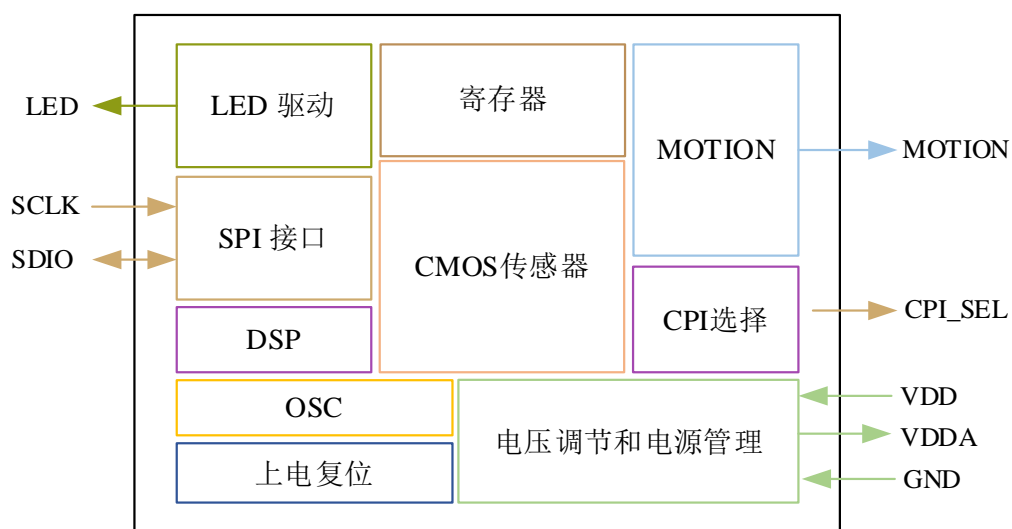 LED
SCLK
SDIO
LED 驱动
SPI 接口
DSP
寄存器
CMOS传感器
MOTION
CPI选择
OSC
上电复位
电压调节和电源管理
MOTION
CPI_SEL
VDD
VDDA
GND